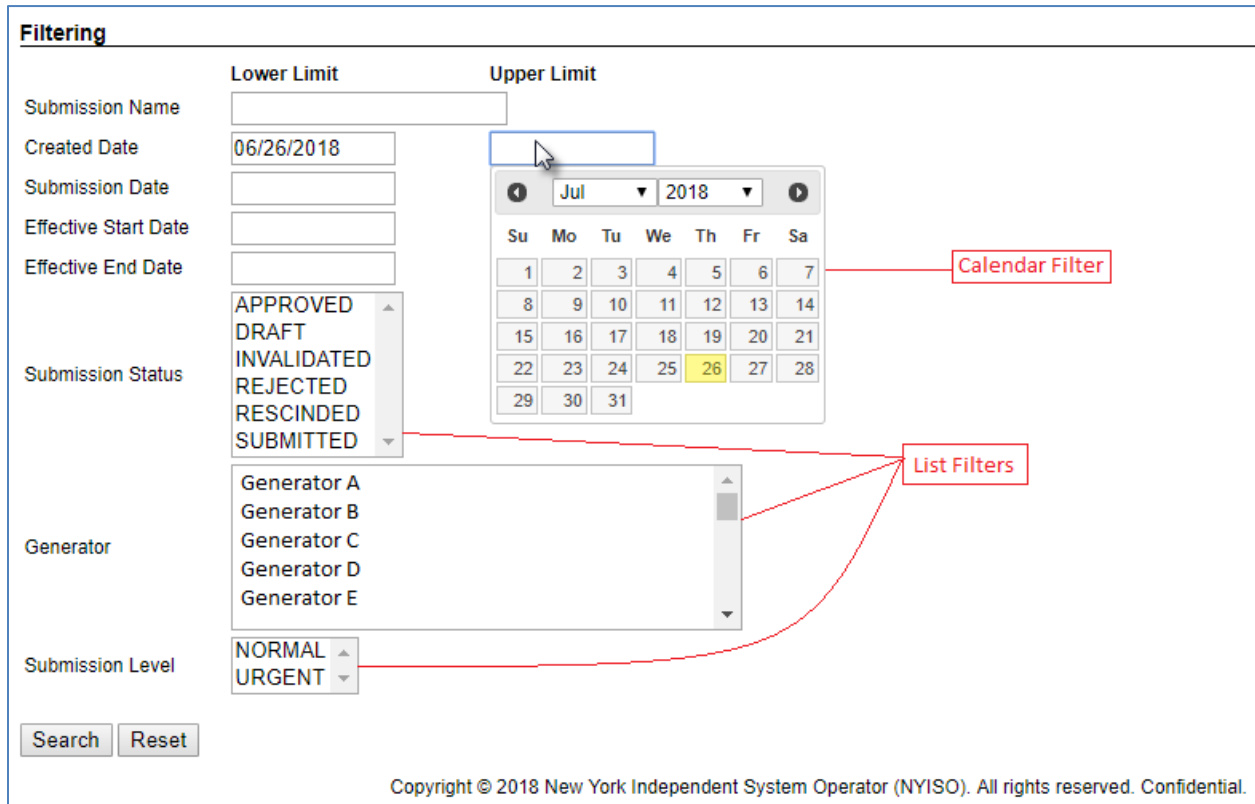 Filtering
Lower Limit Upper Limit
Submission Name
Created Date 06/26/2018
Submission Date
Effective Start Date
Effective End Date
Jul 2018
Su Mo Tu We Th Fr Sa
1 2 3 4 5 6 7
8 9 10 11 12 13 14
15 16 17 18 19 20 21
22 23 24 25 26 27 28
29 30 31
Calendar Filter
Submission Status
APPROVED
DRAFT
INVALIDATED
REJECTED
RESCINDED
SUBMITTED
List Filters
Generator
Generator A
Generator B
Generator C
Generator D
Generator E
Submission Level
NORMAL
URGENT
Search Reset
Copyright © 2018 New York Independent System Operator (NYISO). All rights reserved. Confidential.